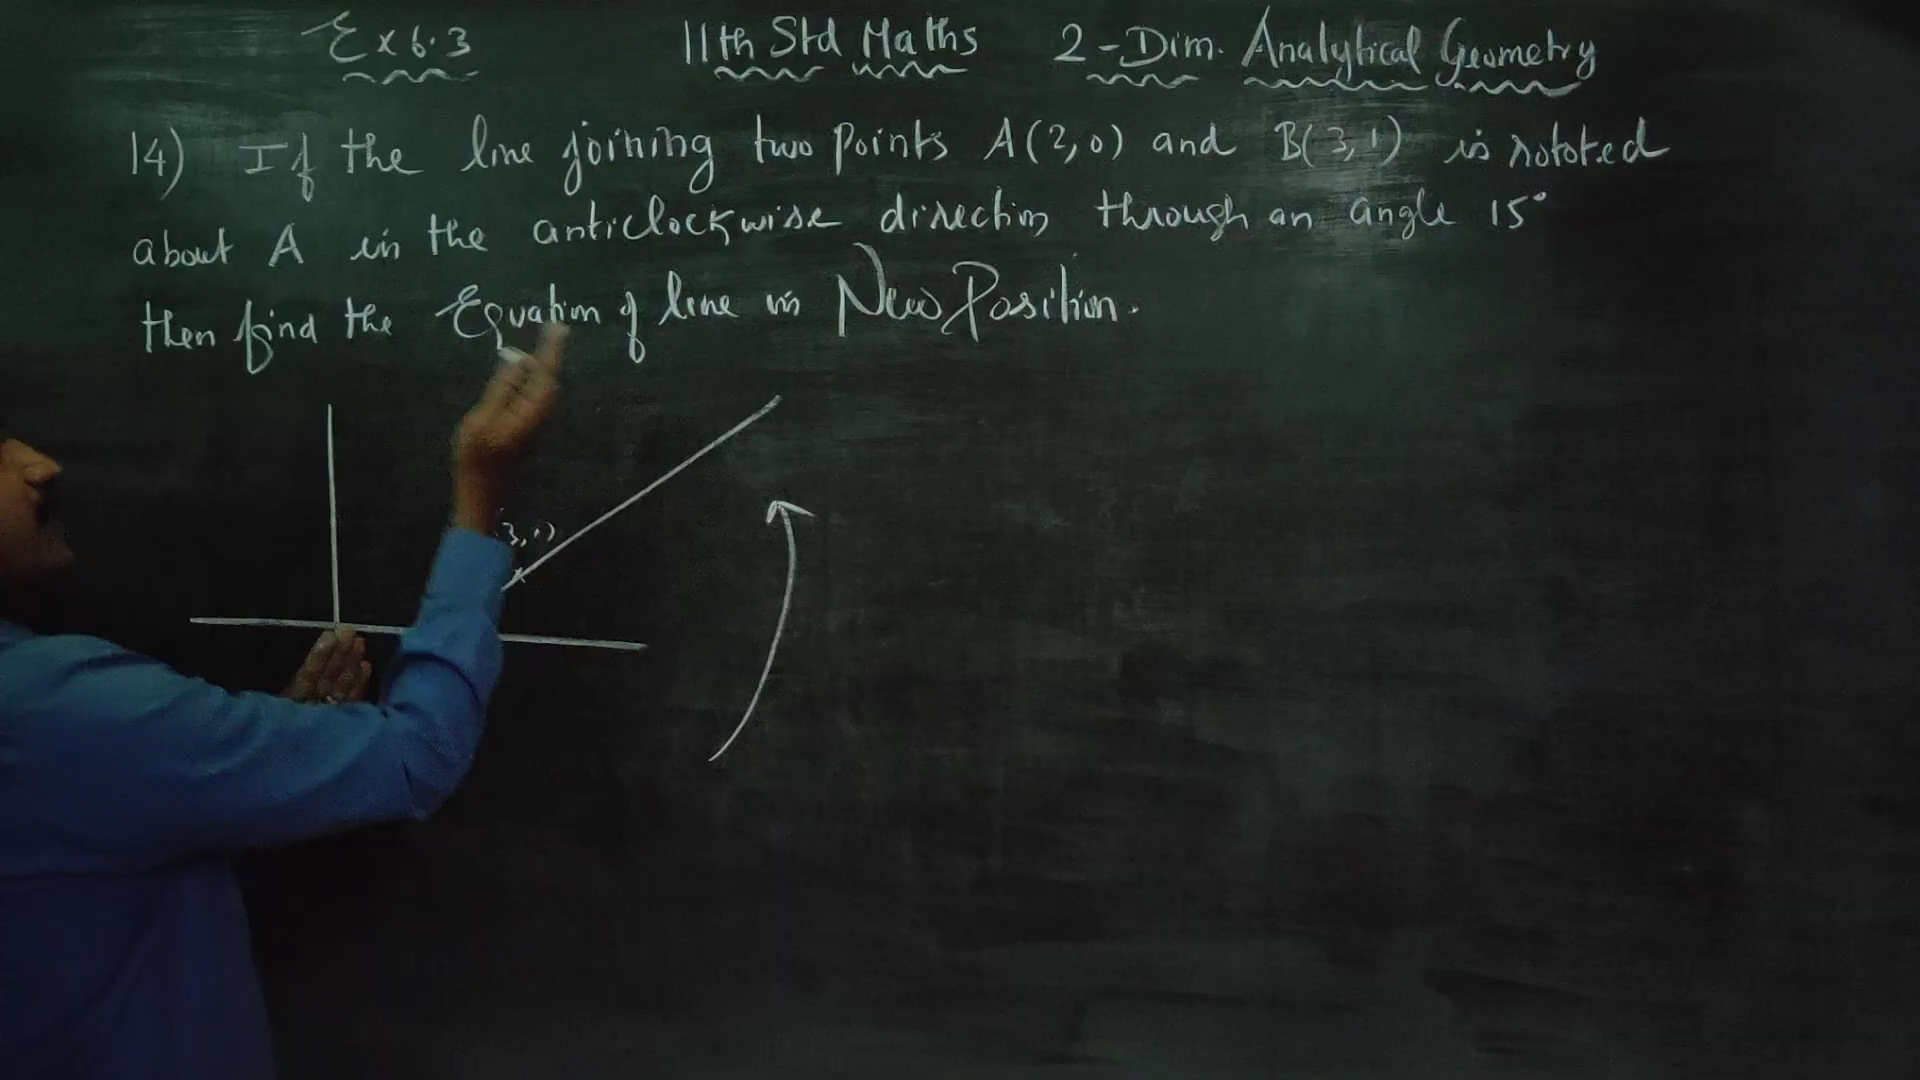 Ex 6.3 11th Std Maths 2-Dim. Analytical Geometry
14) If the line joining two points A(2,0) and B(3,1) is rotated
about A in the anticlockwise direction through an angle 15°
then find the Equation of line in New Position.
3,1)